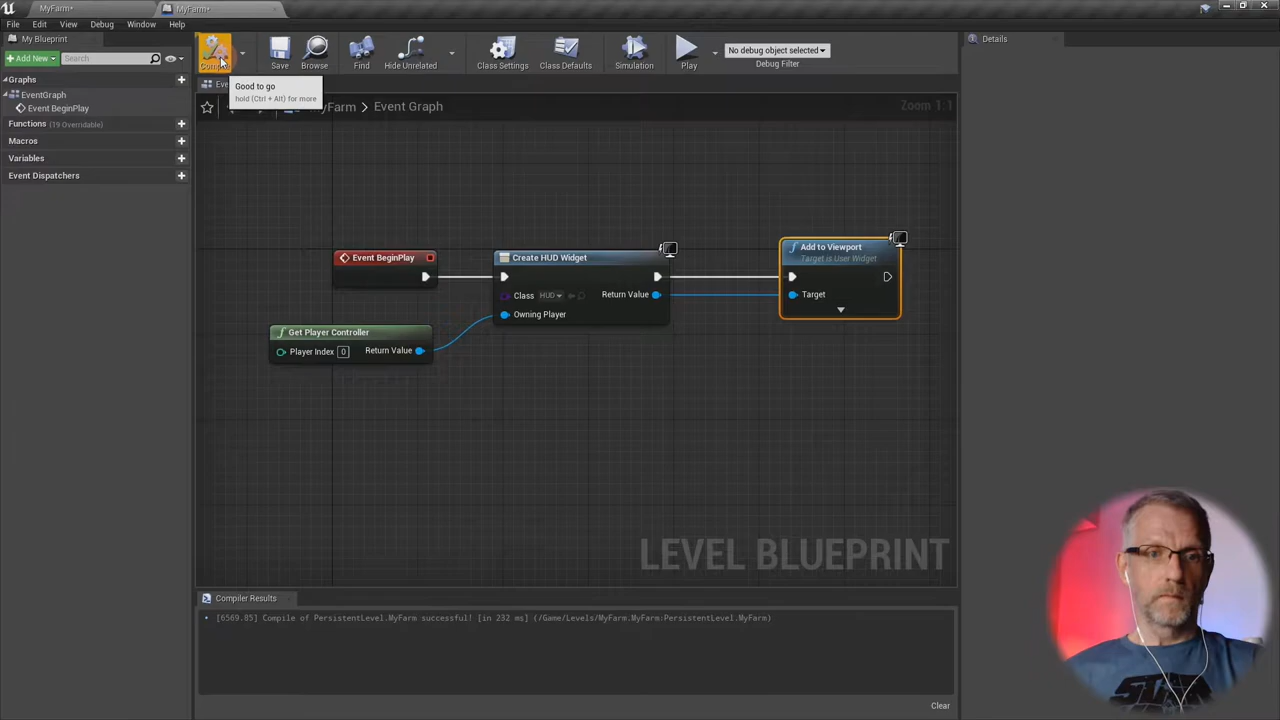 MyFarm*
MyFarm*
File Edit View Debug Window Help
My Blueprint
Add New Search
Graphs
EventGraph
Event BeginPlay
Functions (19 Overridable)
Macros
Variables
Event Dispatchers
Compile Save Browse Find Hide Unrelated Class Settings Class Defaults Simulation Play
No debug object selected
Debug Filter
Good to go
hold (Ctrl + Alt) for more
MyFarm > Event Graph
Zoom 1:1
Event BeginPlay
Create HUD Widget
Class HUD
Return Value
Owning Player
Add to Viewport
Target is User Widget
Target
Get Player Controller
Player Index 0
Return Value
LEVEL BLUEPRINT
Compiler Results
[6569.85] Compile of PersistentLevel.MyFarm successful! [in 232 ms] (/Game/Levels/MyFarm.MyFarm:PersistentLevel.MyFarm)
Clear
Details